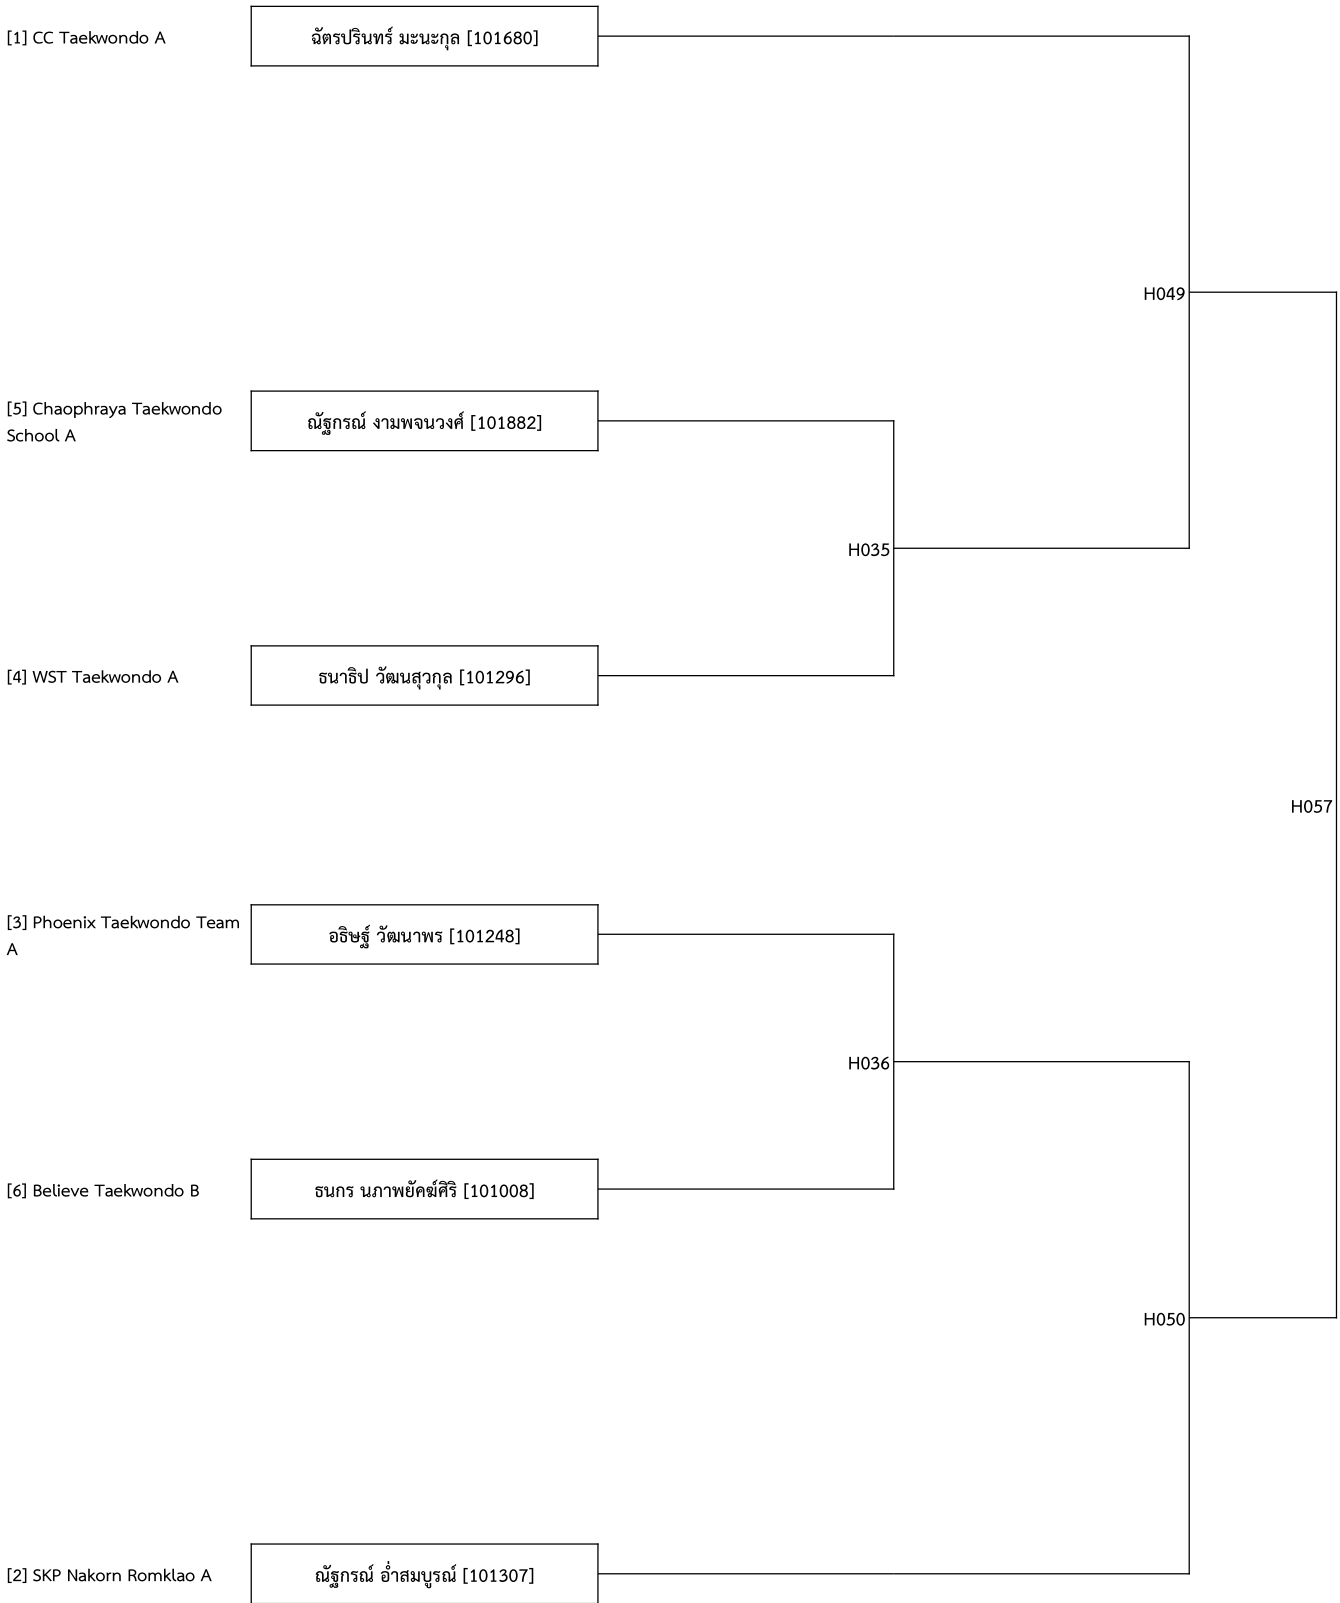 [1] CC Taekwondo A
ฉัตรปรินทร์ มะนะกุล [101680]
H049
[5] Chaophraya Taekwondo
School A
ณัฐกรณ์ งามพจนวงศ์ [101882]
H035
[4] WST Taekwondo A
ธนาธิป วัฒนสุวกุล [101296]
H057
[3] Phoenix Taekwondo Team
A
อธิษฐ์ วัฒนาพร [101248]
H036
[6] Believe Taekwondo B
ธนกร นภาพยัคฆ์ศิริ [101008]
H050
[2] SKP Nakorn Romklao A
ณัฐกรณ์ อ่ำสมบูรณ์ [101307]